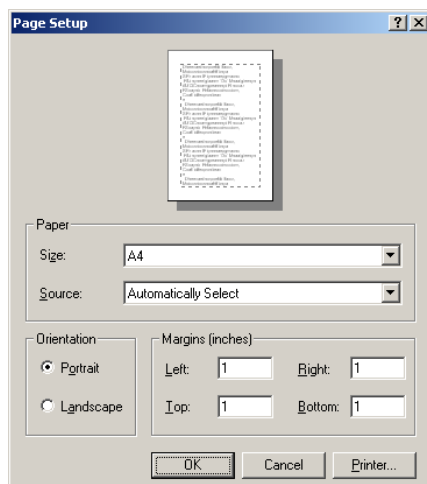 Page Setup
Paper
Size: A4
Source: Automatically Select
Orientation
Portrait
Landscape
Margins (inches)
Left: 1 Right: 1
Top: 1 Bottom: 1
OK Cancel Printer...